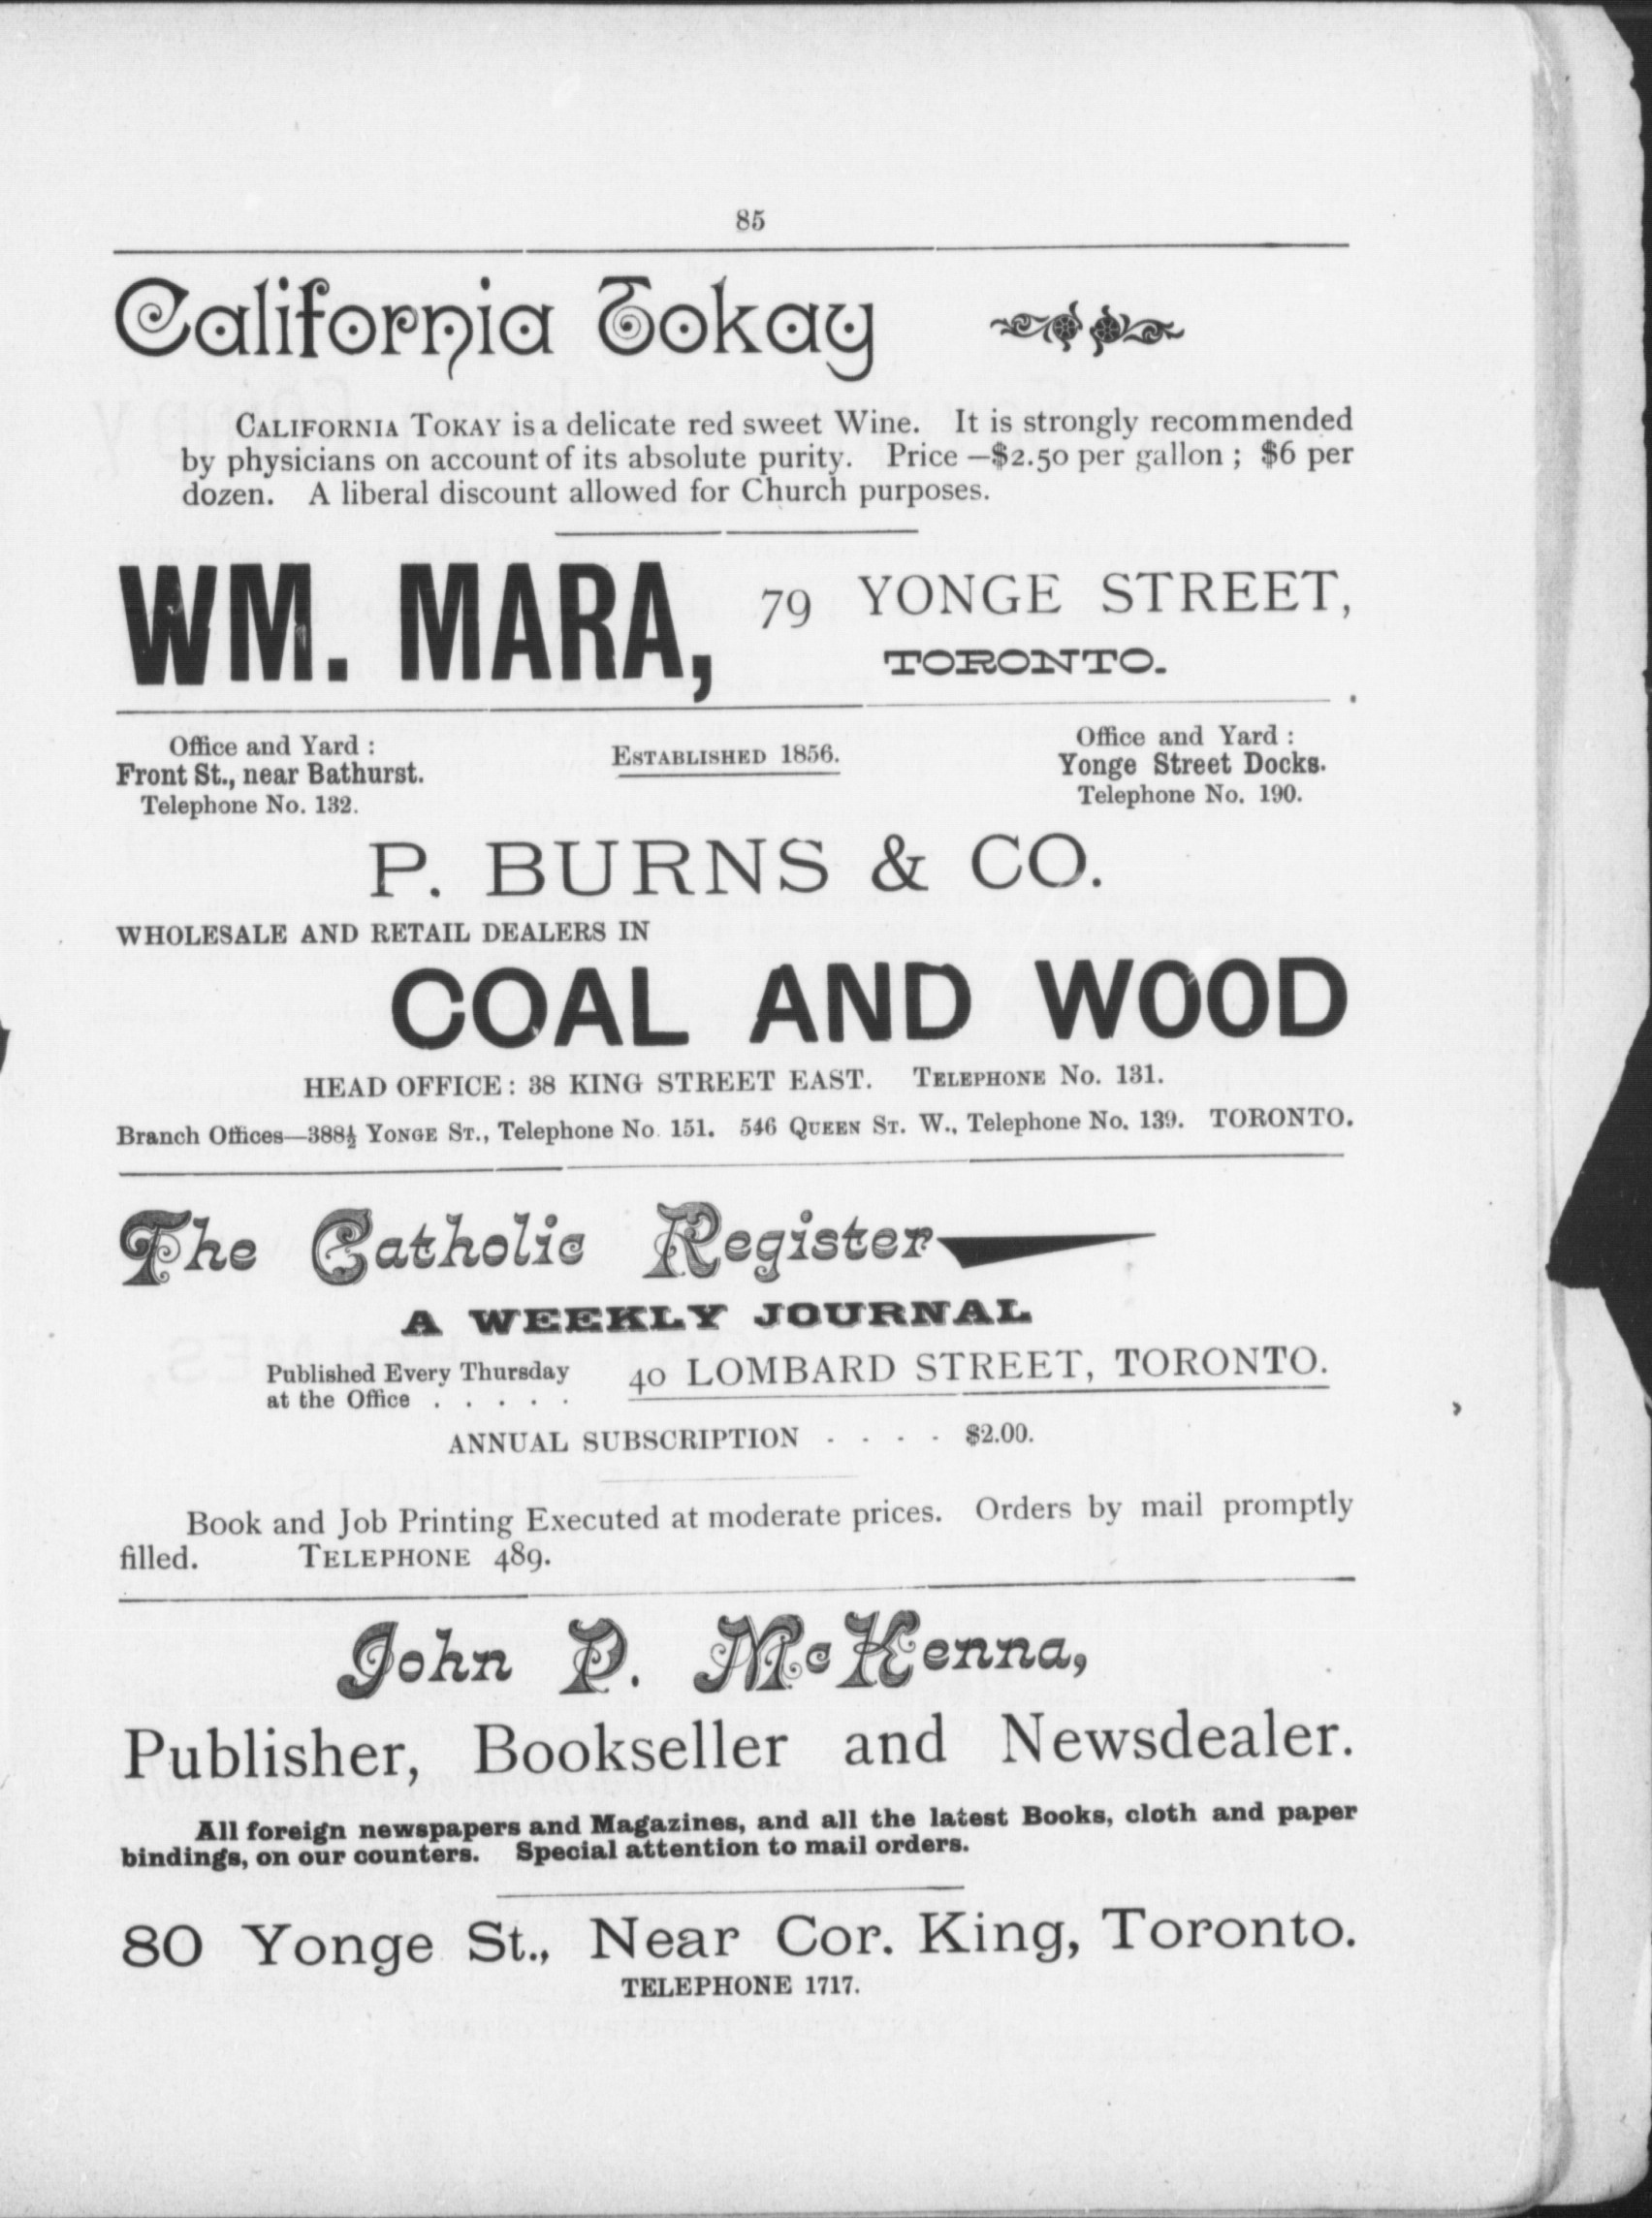 85
California Tokay
CALIFORNIA TOKAY is a delicate red sweet Wine. It is strongly recommended
by physicians on account of its absolute purity. Price —$2.50 per gallon ; $6 per
dozen. A liberal discount allowed for Church purposes.
WM. MARA, 79 YONGE STREET,
TORONTO.
Office and Yard :
Front St., near Bathurst.
Telephone No. 132.
ESTABLISHED 1856.
Office and Yard :
Yonge Street Docks.
Telephone No. 190.
P. BURNS & CO.
WHOLESALE AND RETAIL DEALERS IN
COAL AND WOOD
HEAD OFFICE : 38 KING STREET EAST. TELEPHONE No. 131.
Branch Offices—388½ YONGE ST., Telephone No. 151. 546 QUEEN ST. W., Telephone No. 139. TORONTO.
The Catholic Register
A WEEKLY JOURNAL
Published Every Thursday
at the Office . . . . .
40 LOMBARD STREET, TORONTO.
ANNUAL SUBSCRIPTION - - - - $2.00.
Book and Job Printing Executed at moderate prices. Orders by mail promptly
filled. TELEPHONE 489.
John P. McKenna,
Publisher, Bookseller and Newsdealer.
All foreign newspapers and Magazines, and all the latest Books, cloth and paper
bindings, on our counters. Special attention to mail orders.
80 Yonge St., Near Cor. King, Toronto.
TELEPHONE 1717.